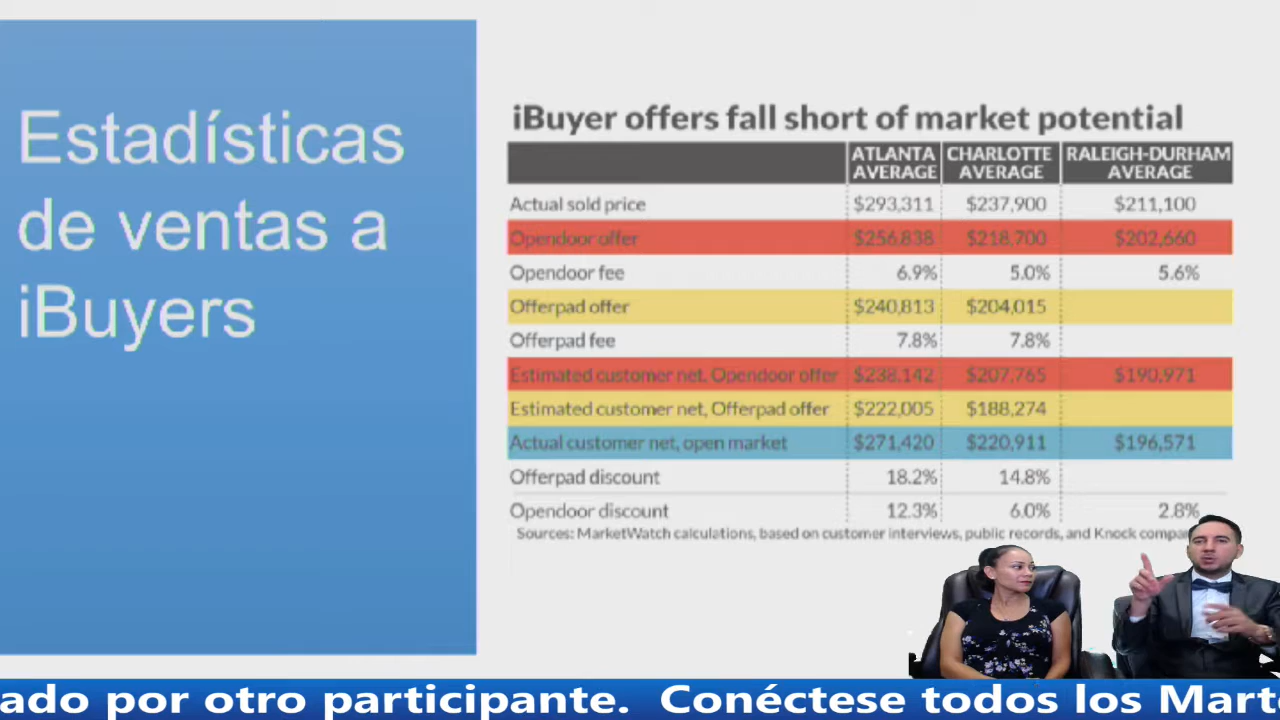 Estadísticas
de ventas a
iBuyers
iBuyer offers fall short of market potential
ATLANTA AVERAGE CHARLOTTE AVERAGE RALEIGH-DURHAM AVERAGE
Actual sold price $293,311 $237,900 $211,100
Opendoor offer $256,838 $218,700 $202,660
Opendoor fee 6.9% 5.0% 5.6%
Offerpad offer $240,813 $204,015
Offerpad fee 7.8% 7.8%
Estimated customer net, Opendoor offer $238,142 $207,765 $190,971
Estimated customer net, Offerpad offer $222,005 $188,274
Actual customer net, open market $271,420 $220,911 $196,571
Offerpad discount 18.2% 14.8%
Opendoor discount 12.3% 6.0% 2.8%
Sources: MarketWatch calculations, based on customer interviews, public records, and Knock compar
ado por otro participante. Conéctese todos los Marte